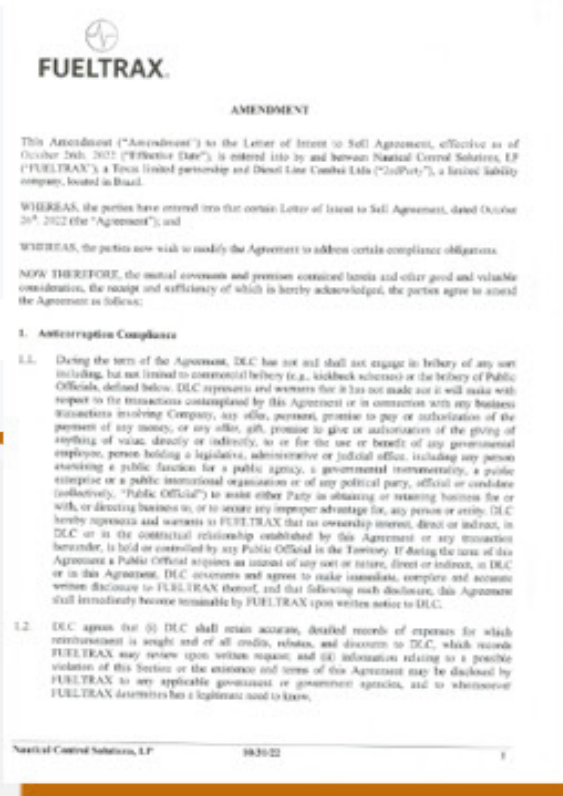 FUELTRAX
AMENDMENT
This Amendment ("Amendment") to the Letter of Intent to Sell Agreement, effective as of
October 26th, 2022 ("Effective Date"), is entered into by and between Nautical Control Solutions, LP
("FUELTRAX"), a Texas limited partnership and Diesel Line Combat Ltda ("2ndParty"), a limited liability
company, located in Brazil.
WHEREAS, the parties have entered into that certain Letter of Intent to Sell Agreement, dated October
26th, 2022 (the "Agreement"); and
WHEREAS, the parties now wish to modify the Agreement to address certain compliance obligations.
NOW THEREFORE, the mutual covenants and promises contained herein and other good and valuable
consideration, the receipt and sufficiency of which is hereby acknowledged, the parties agree to amend
the Agreement as follows:
1. Anticorruption Compliance
1.1. During the term of the Agreement, DLC has not and shall not engage in bribery of any sort
including, but not limited to commercial bribery (e.g., kickback schemes) or the bribery of Public
Officials, defined below. DLC represents and warrants that it has not made nor it will make with
respect to the transactions contemplated by this Agreement or in connection with any business
transactions involving Company, any offer, payment, promise to pay or authorization of the
payment of any money, or any offer, gift, promise to give or authorization of the giving of
anything of value, directly or indirectly, to or for the use or benefit of any governmental
employee, person holding a legislative, administrative or judicial office, including any person
exercising a public function for a public agency, a governmental instrumentality, a public
enterprise or a public international organization or of any political party, official or candidate
(collectively, "Public Official") to assist either Party in obtaining or retaining business for or
with, or directing business to, or to secure any improper advantage for, any person or entity. DLC
hereby represents and warrants to FUELTRAX that no ownership interest, direct or indirect, in
DLC or in the contractual relationship established by this Agreement or any transaction
hereunder, is held or controlled by any Public Official in the Territory. If during the term of this
Agreement a Public Official acquires an interest of any sort or nature, direct or indirect, in DLC
or in this Agreement, DLC covenants and agrees to make immediate, complete and accurate
written disclosure to FUELTRAX thereof, and that following such disclosure, this Agreement
shall immediately become terminable by FUELTRAX upon written notice to DLC.
1.2. DLC agrees that (i) DLC shall retain accurate, detailed records of expenses for which
reimbursement is sought and of all credits, rebates, and discounts to DLC, which records
FUELTRAX may review upon written request; and (ii) information relating to a possible
violation of this Section or the existence and terms of this Agreement may be disclosed by
FUELTRAX to any applicable government or government agencies, and to whomsoever
FUELTRAX determines has a legitimate need to know.
Nautical Control Solutions, LP 10/31/22 1